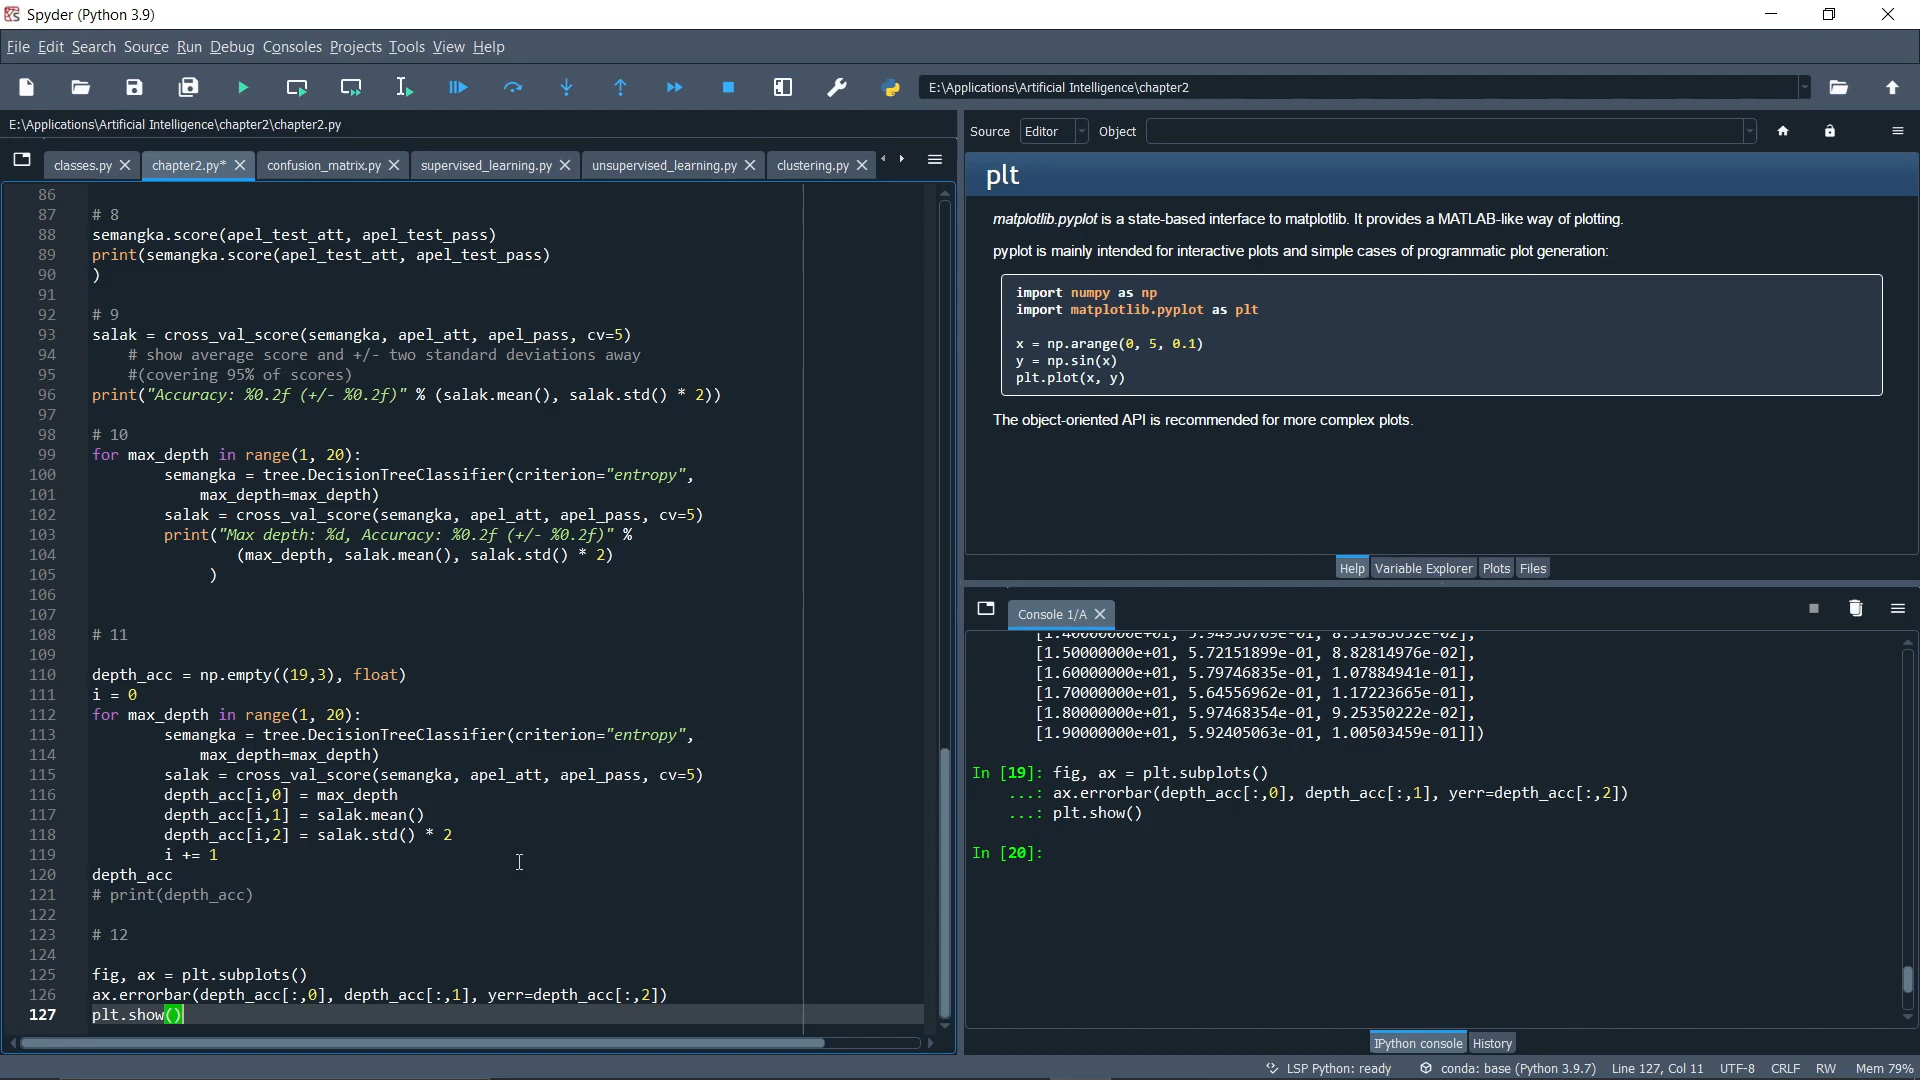 Spyder (Python 3.9)
File Edit Search Source Run Debug Consoles Projects Tools View Help
E:\Applications\Artificial Intelligence\chapter2
E:\Applications\Artificial Intelligence\chapter2\chapter2.py
classes.py chapter2.py* confusion_matrix.py supervised_learning.py unsupervised_learning.py clustering.py
86
87 # 8
88 semangka.score(apel_test_att, apel_test_pass)
89 print(semangka.score(apel_test_att, apel_test_pass)
90 )
91
92 # 9
93 salak = cross_val_score(semangka, apel_att, apel_pass, cv=5)
94 # show average score and +/- two standard deviations away
95 #(covering 95% of scores)
96 print("Accuracy: %0.2f (+/- %0.2f)" % (salak.mean(), salak.std() * 2))
97
98 # 10
99 for max_depth in range(1, 20):
100 semangka = tree.DecisionTreeClassifier(criterion="entropy",
101 max_depth=max_depth)
102 salak = cross_val_score(semangka, apel_att, apel_pass, cv=5)
103 print("Max depth: %d, Accuracy: %0.2f (+/- %0.2f)" %
104 (max_depth, salak.mean(), salak.std() * 2)
105 )
106
107
108 # 11
109
110 depth_acc = np.empty((19,3), float)
111 i = 0
112 for max_depth in range(1, 20):
113 semangka = tree.DecisionTreeClassifier(criterion="entropy",
114 max_depth=max_depth)
115 salak = cross_val_score(semangka, apel_att, apel_pass, cv=5)
116 depth_acc[i,0] = max_depth
117 depth_acc[i,1] = salak.mean()
118 depth_acc[i,2] = salak.std() * 2
119 i += 1
120 depth_acc
121 # print(depth_acc)
122
123 # 12
124
125 fig, ax = plt.subplots()
126 ax.errorbar(depth_acc[:,0], depth_acc[:,1], yerr=depth_acc[:,2])
127 plt.show()
Source Editor Object
plt
matplotlib.pyplot is a state-based interface to matplotlib. It provides a MATLAB-like way of plotting.
pyplot is mainly intended for interactive plots and simple cases of programmatic plot generation:
import numpy as np
import matplotlib.pyplot as plt
x = np.arange(0, 5, 0.1)
y = np.sin(x)
plt.plot(x, y)
The object-oriented API is recommended for more complex plots.
Help Variable Explorer Plots Files
Console 1/A
[1.50000000e+01, 5.72151899e-01, 8.82814976e-02],
[1.60000000e+01, 5.79746835e-01, 1.07884941e-01],
[1.70000000e+01, 5.64556962e-01, 1.17223665e-01],
[1.80000000e+01, 5.97468354e-01, 9.25350222e-02],
[1.90000000e+01, 5.92405063e-01, 1.00503459e-01]])
In [19]: fig, ax = plt.subplots()
...: ax.errorbar(depth_acc[:,0], depth_acc[:,1], yerr=depth_acc[:,2])
...: plt.show()
In [20]:
IPython console History
LSP Python: ready conda: base (Python 3.9.7) Line 127, Col 11 UTF-8 CRLF RW Mem 79%